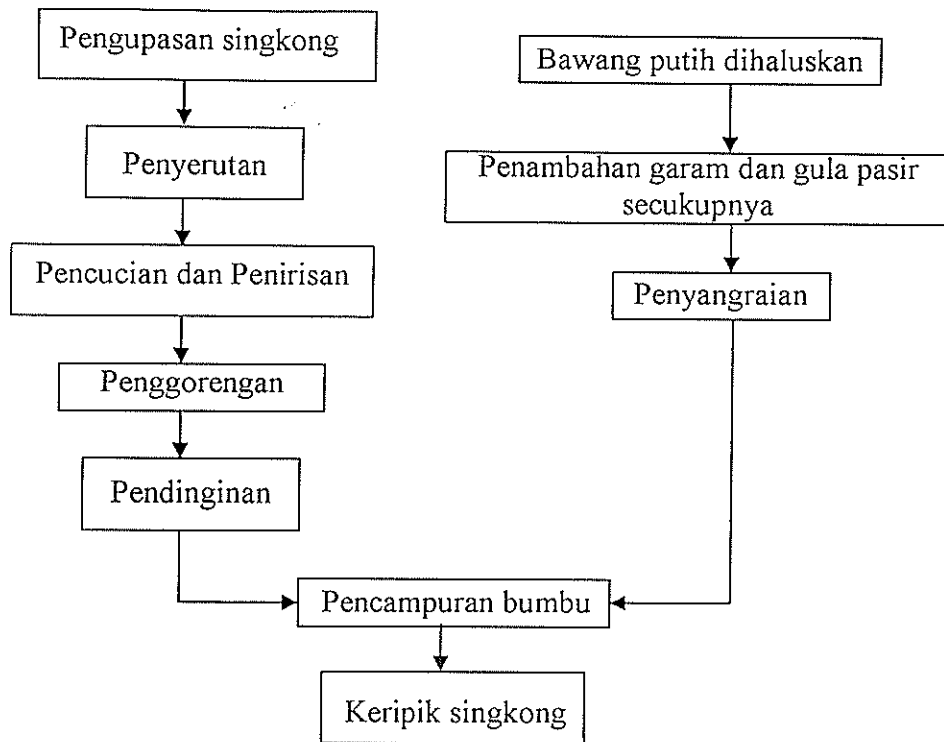 Pengupasan singkong
Penyerutan
Pencucian dan Penirisan
Penggorengan
Pendinginan
Bawang putih dihaluskan
Penambahan garam dan gula pasir
secukupnya
Penyangraian
Pencampuran bumbu
Keripik singkong